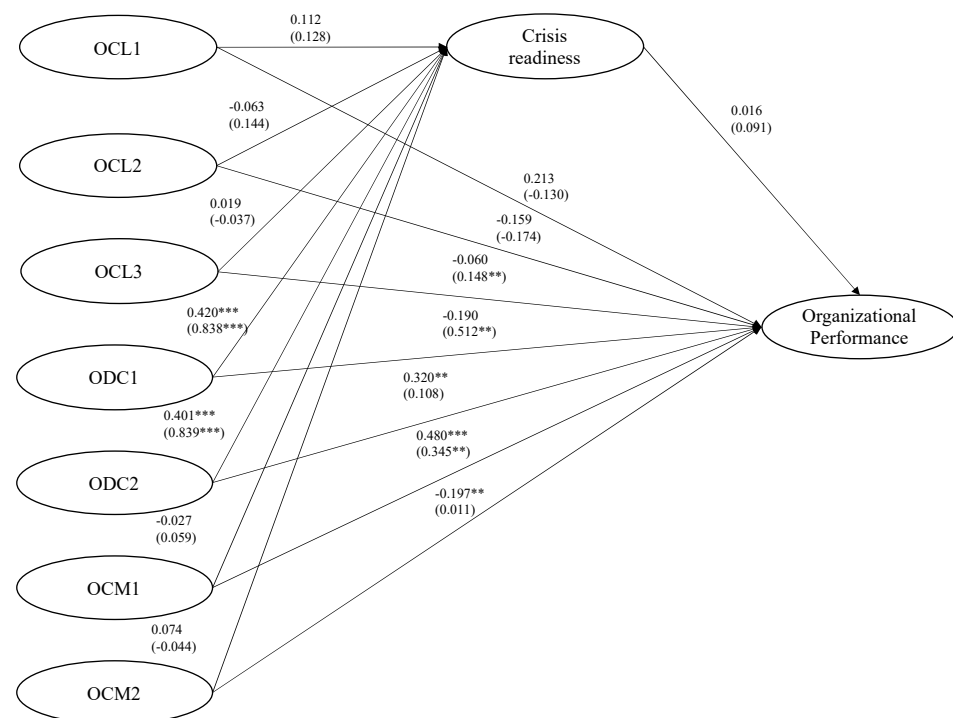 0.112
(0.128)
OCL1
Crisis
readiness
-0.063
(0.144)
0.016
(0.091)
OCL2
0.213
(-0.130)
0.019
(-0.037)
-0.159
(-0.174)
OCL3
-0.060
(0.148**)
0.420***
(0.838***)
-0.190
(0.512**)
Organizational
Performance
ODC1
0.320**
(0.108)
0.401***
(0.839***)
0.480***
(0.345**)
ODC2
-0.197**
(0.011)
-0.027
(0.059)
OCM1
0.074
(-0.044)
OCM2